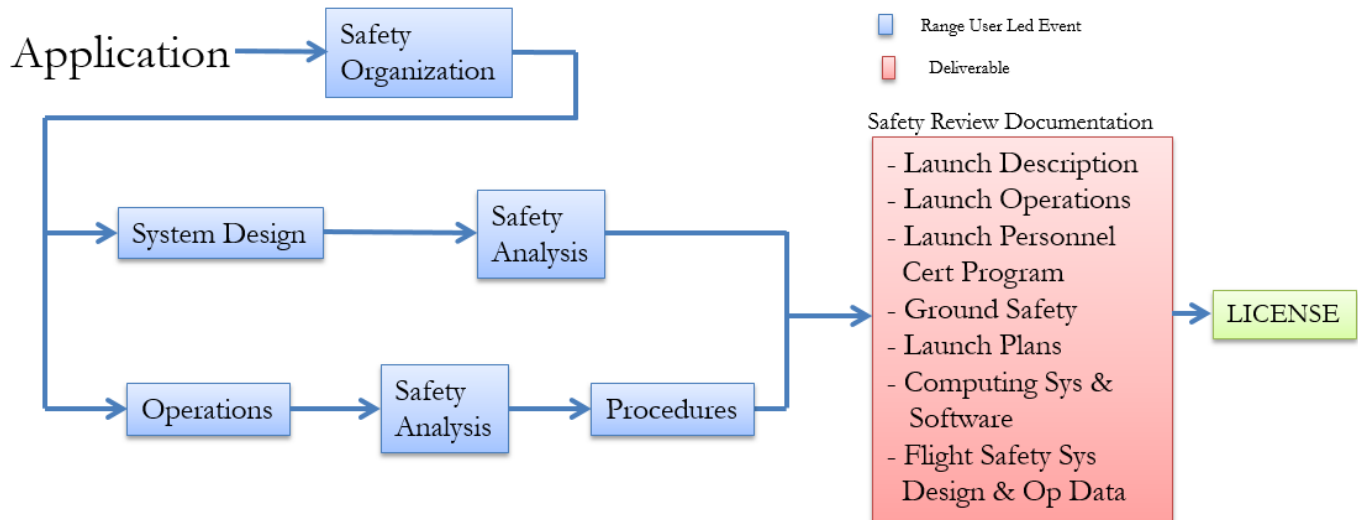 Application
Safety
Organization
Range User Led Event
Deliverable
Safety Review Documentation
System Design
Safety
Analysis
Operations
Safety
Analysis
Procedures
- Launch Description
- Launch Operations
- Launch Personnel
Cert Program
- Ground Safety
- Launch Plans
- Computing Sys &
Software
- Flight Safety Sys
Design & Op Data
LICENSE